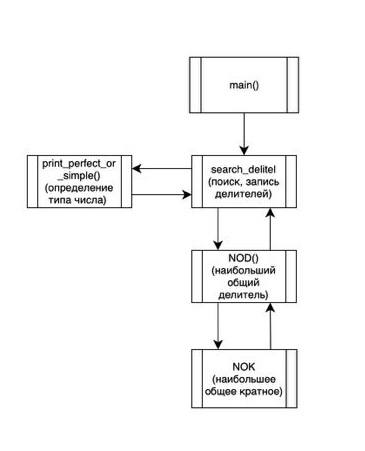 main()
print_perfect_or
_simple()
(определение
типа числа)
search_delitel
(поиск, запись
делителей)
NOD()
(наибольший
общий
делитель)
NOK
(наибольшее
общее кратное)